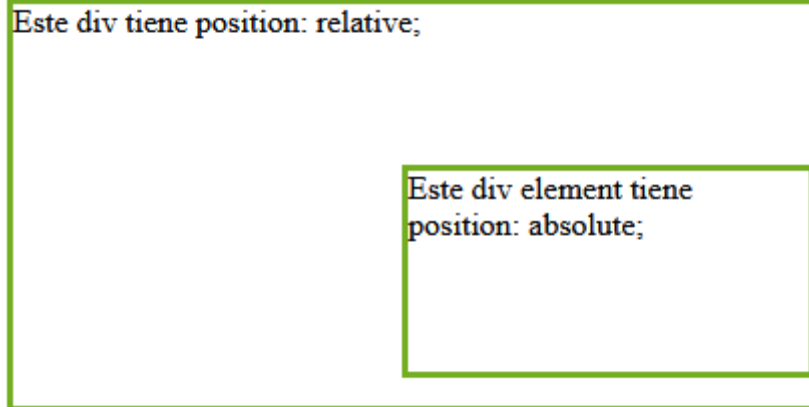 Este div tiene position: relative;
Este div element tiene
position: absolute;